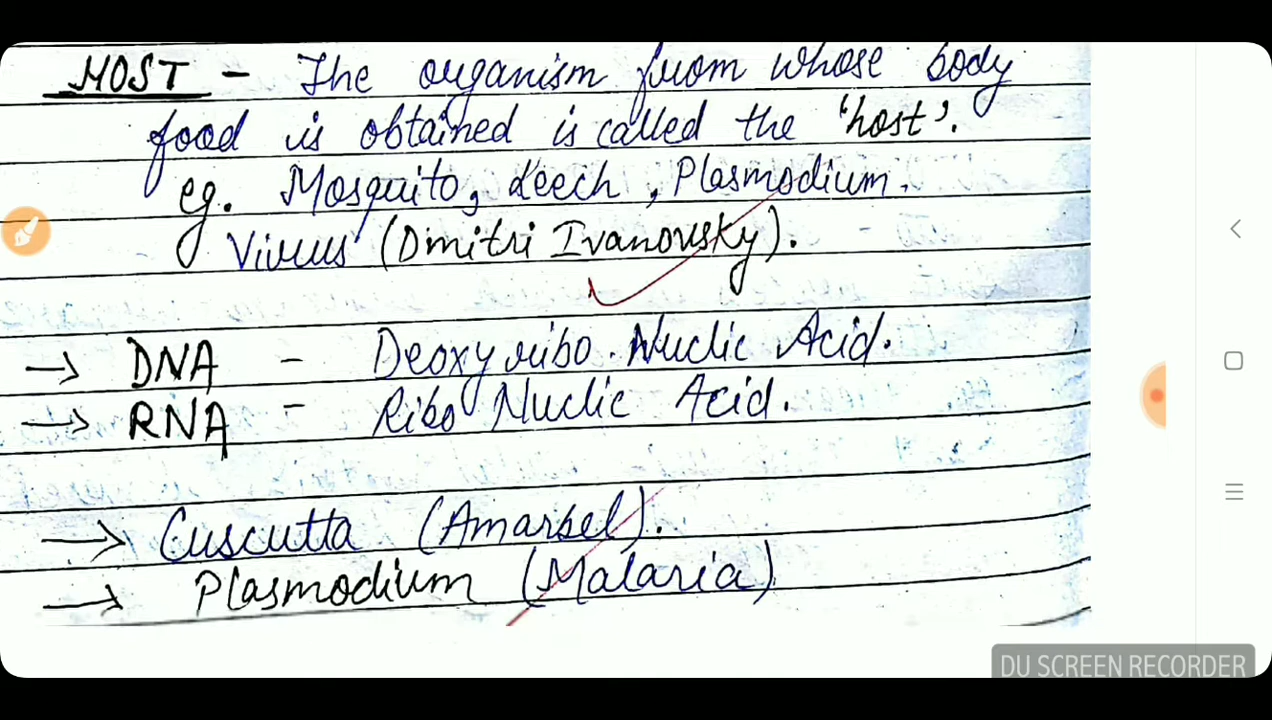 HOST - The organism from whose body
food is obtained is called the 'host'.
eg. Mosquito, Leech, Plasmodium.
Virus (Dmitri Ivanovsky).
→ DNA - Deoxyribo. Nuclic Acid.
→ RNA - Ribo Nuclic Acid.
→ Cuscutta (Amarbel).
→ Plasmodium (Malaria)
DU SCREEN RECORDER